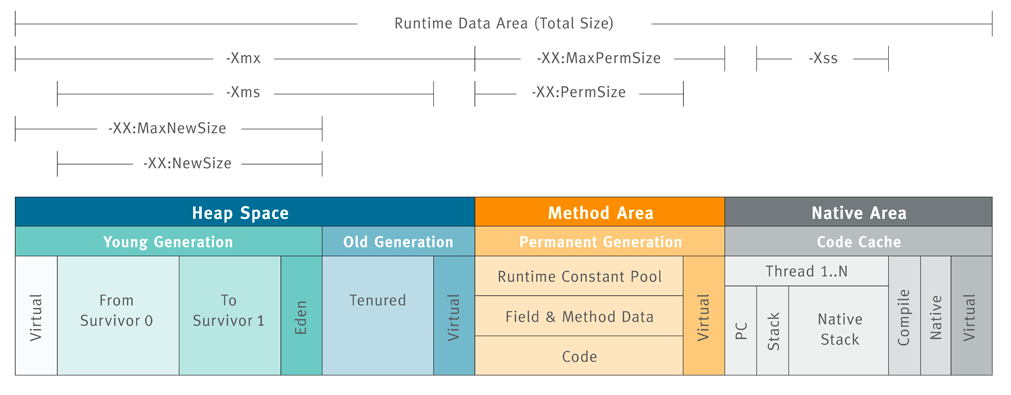 Runtime Data Area (Total Size)
-Xmx
-XX:MaxPermSize
-Xss
-Xms
-XX:PermSize
-XX:MaxNewSize
-XX:NewSize
Heap Space
Method Area
Native Area
Young Generation
Old Generation
Permanent Generation
Code Cache
Virtual
From
Survivor 0
To
Survivor 1
Eden
Tenured
Virtual
Runtime Constant Pool
Field & Method Data
Code
Virtual
Thread 1..N
PC
Stack
Native
Stack
Compile
Native
Virtual